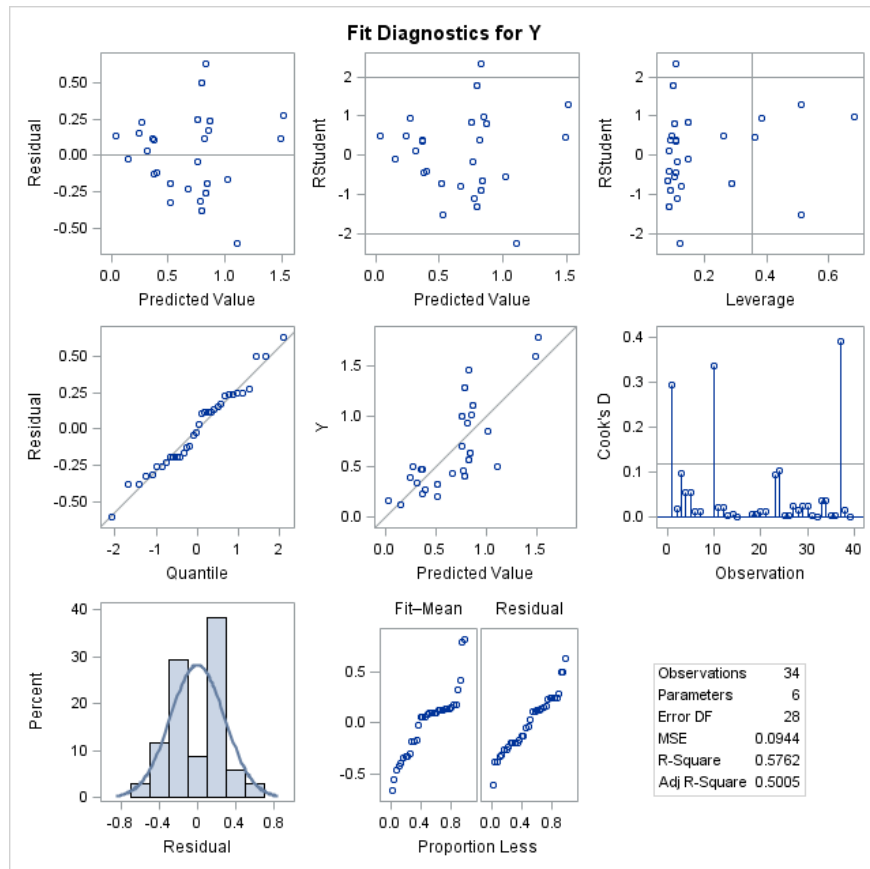 Fit Diagnostics for Y
Residual
0.50
0.25
0.00
-0.25
-0.50
0.0 0.5 1.0 1.5
Predicted Value
RStudent
2
1
0
-1
-2
0.0 0.5 1.0 1.5
Predicted Value
RStudent
2
1
0
-1
-2
0.2 0.4 0.6
Leverage
Residual
0.50
0.25
0.00
-0.25
-0.50
-2 -1 0 1 2
Quantile
Y
1.5
1.0
0.5
0.0
0.0 0.5 1.0 1.5
Predicted Value
Cook's D
0.4
0.3
0.2
0.1
0.0
0 10 20 30 40
Observation
Percent
40
30
20
10
0
-0.8 -0.4 0 0.4 0.8
Residual
Fit–Mean Residual
0.5
0.0
-0.5
0.0 0.4 0.8 0.0 0.4 0.8
Proportion Less
Observations 34
Parameters 6
Error DF 28
MSE 0.0944
R-Square 0.5762
Adj R-Square 0.5005